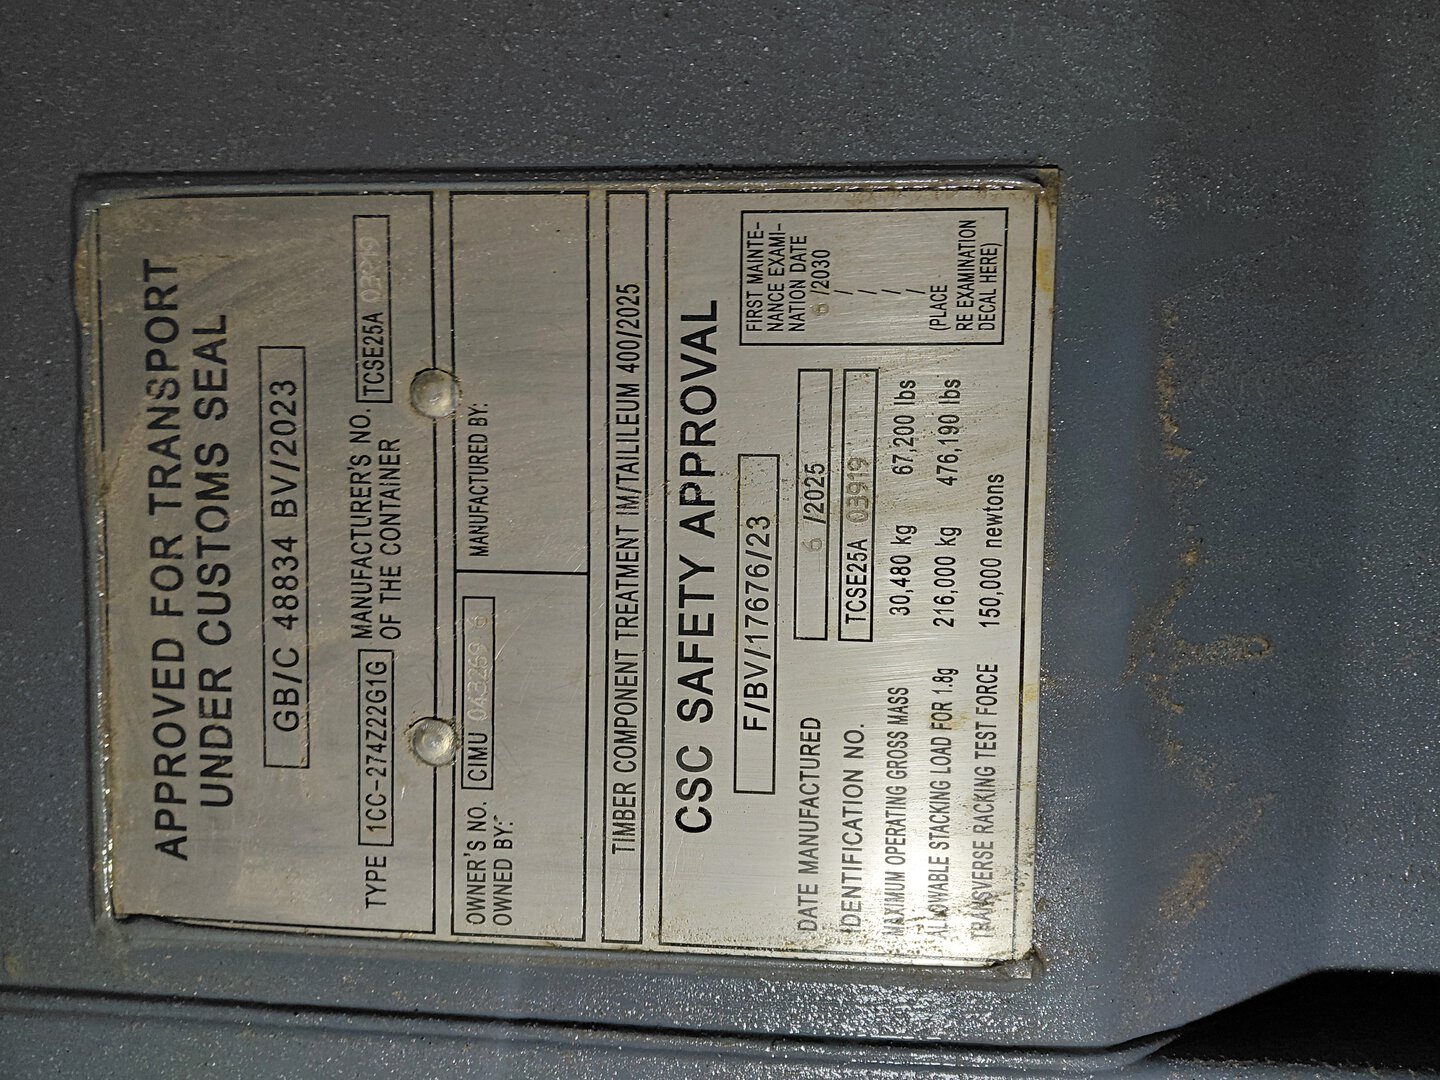 APPROVED FOR TRANSPORT
UNDER CUSTOMS SEAL
GB/C 48834 BV/2023
TYPE 1CC-274Z22G1G MANUFACTURER'S NO. OF THE CONTAINER TCSE25A 03919
OWNER'S NO. CIMU
OWNED BY:
MANUFACTURED BY:
TIMBER COMPONENT TREATMENT IM/TAILILEUM 400/2025
CSC SAFETY APPROVAL
F/BV/17676/23
DATE MANUFACTURED 6 /2025
IDENTIFICATION NO. TCSE25A 03919
MAXIMUM OPERATING GROSS MASS 30,480 kg 67,200 lbs
ALLOWABLE STACKING LOAD FOR 1.8g 216,000 kg 476,190 lbs
TRANSVERSE RACKING TEST FORCE 150,000 newtons
FIRST MAINTE-
NANCE EXAMI-
NATION DATE
6 /2030
/
/
/
/
(PLACE
RE EXAMINATION
DECAL HERE)